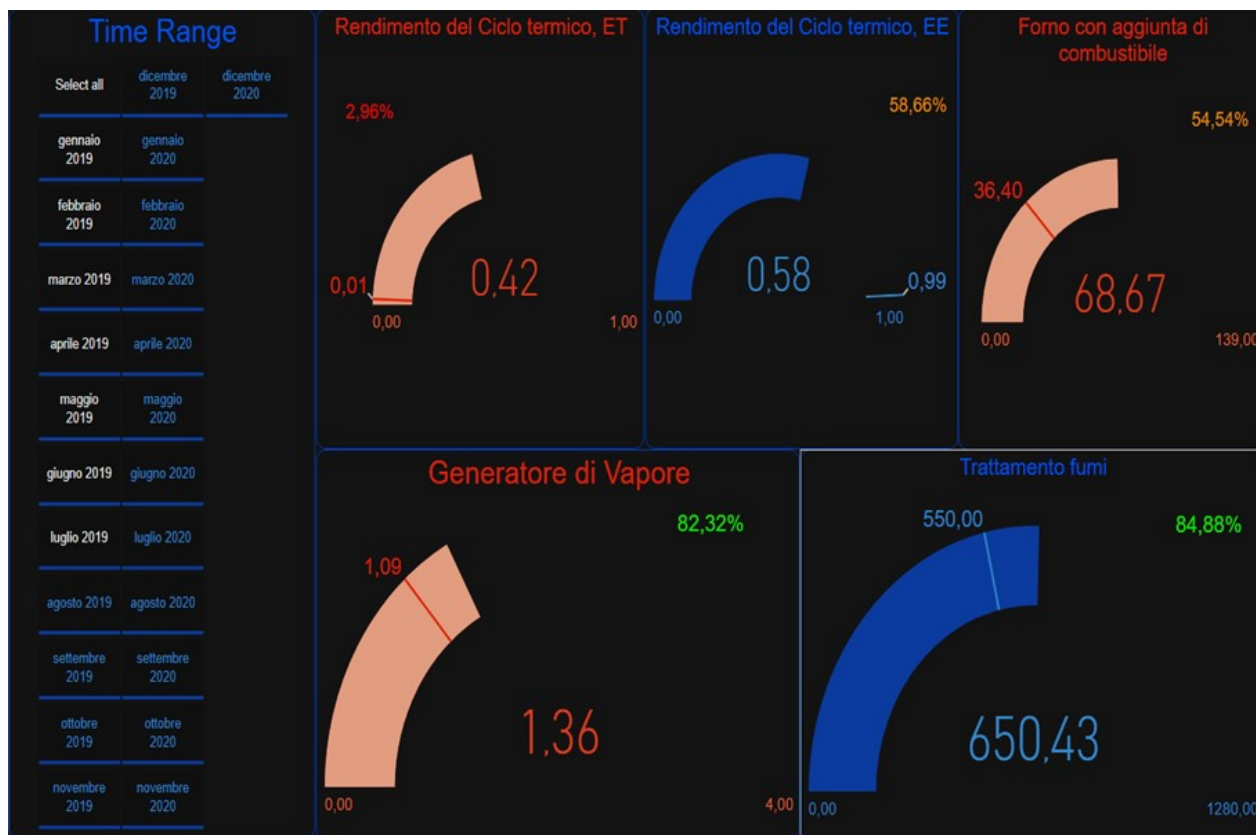 Time Range
Select all
dicembre
2019
dicembre
2020
gennaio
2019
gennaio
2020
febbraio
2019
febbraio
2020
marzo 2019
marzo 2020
aprile 2019
aprile 2020
maggio
2019
maggio
2020
giugno 2019
giugno 2020
luglio 2019
luglio 2020
agosto 2019
agosto 2020
settembre
2019
settembre
2020
ottobre
2019
ottobre
2020
novembre
2019
novembre
2020
Rendimento del Ciclo termico, ET
2,96%
0,01
0,42
0,00
1,00
Rendimento del Ciclo termico, EE
58,66%
0,58
0,99
0,00
1,00
Forno con aggiunta di
combustibile
54,54%
36,40
68,67
0,00
139,00
Generatore di Vapore
82,32%
1,09
1,36
0,00
4,00
Trattamento fumi
550,00
84,88%
650,43
0,00
1280,00